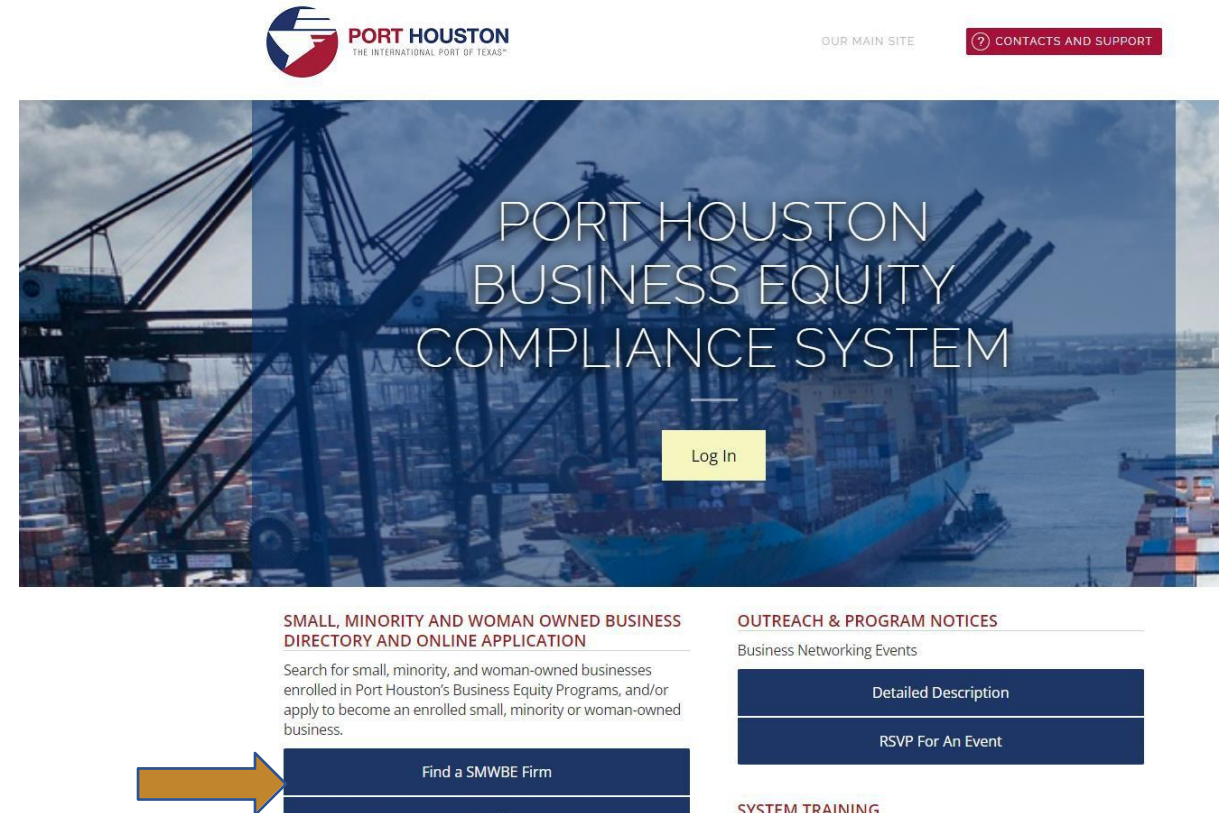 PORT HOUSTON
THE INTERNATIONAL PORT OF TEXAS™
OUR MAIN SITE
? CONTACTS AND SUPPORT
PORT HOUSTON
BUSINESS EQUITY
COMPLIANCE SYSTEM
Log In
SMALL, MINORITY AND WOMAN OWNED BUSINESS
DIRECTORY AND ONLINE APPLICATION
Search for small, minority, and woman-owned businesses
enrolled in Port Houston's Business Equity Programs, and/or
apply to become an enrolled small, minority or woman-owned
business.
Find a SMWBE Firm
OUTREACH & PROGRAM NOTICES
Business Networking Events
Detailed Description
RSVP For An Event
SYSTEM TRAINING